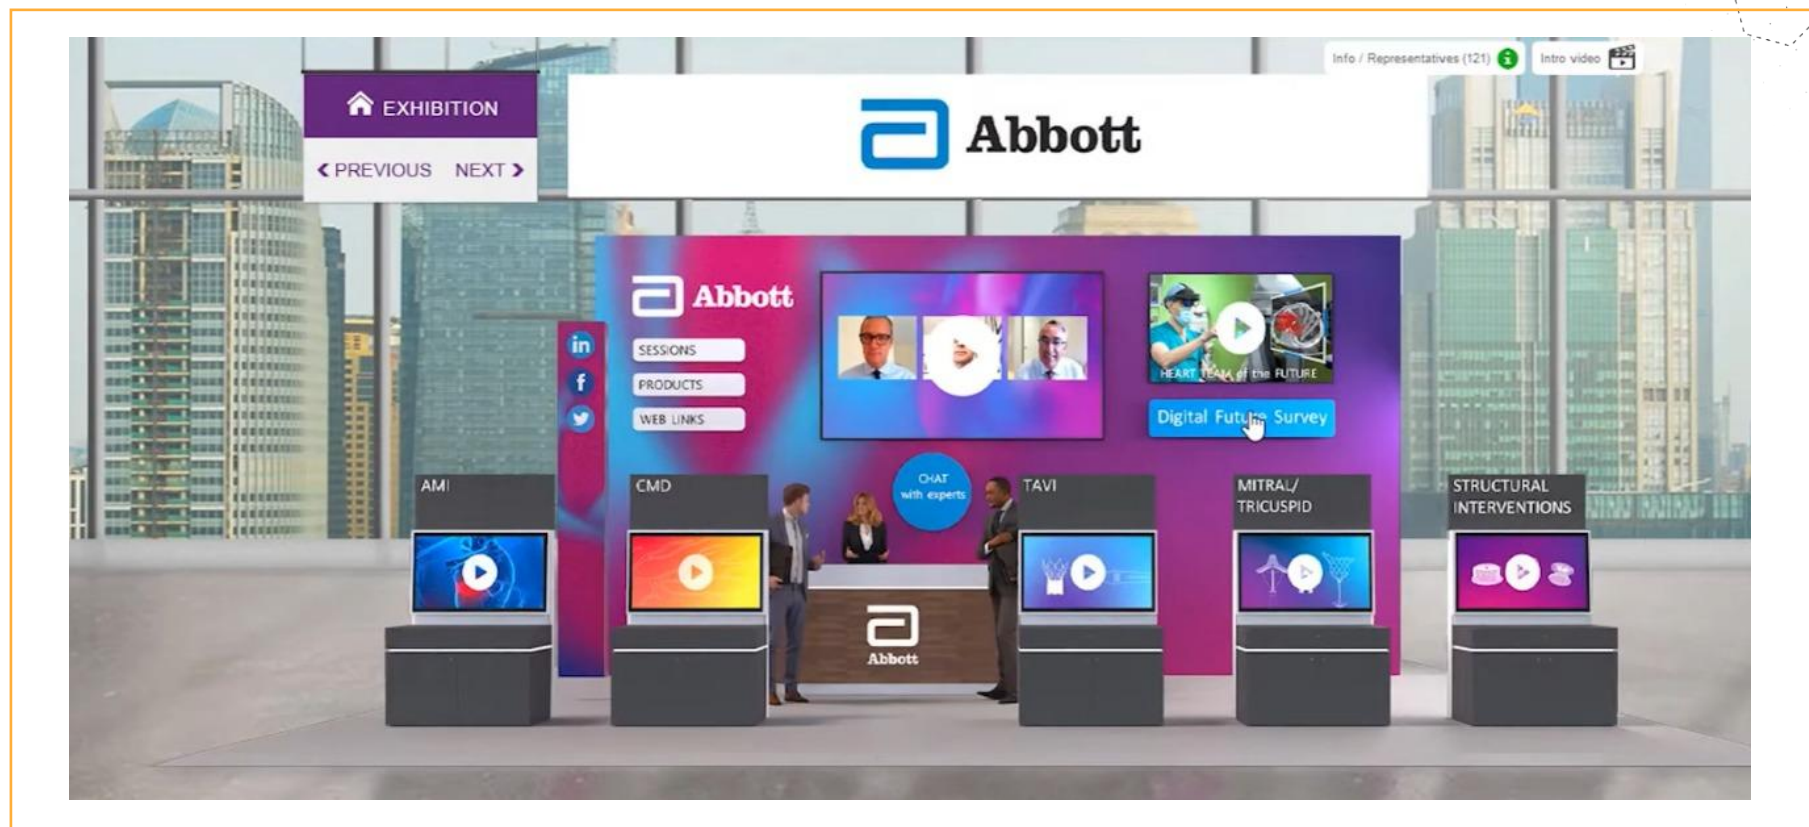 Info / Representatives (121)
Intro video
EXHIBITION
PREVIOUS NEXT
Abbott
Abbott
SESSIONS
PRODUCTS
WEB LINKS
in
f
HEART TEAM of the FUTURE
Digital Future Survey
CHAT
with experts
AMI
CMD
TAVI
MITRAL/
TRICUSPID
STRUCTURAL
INTERVENTIONS
Abbott